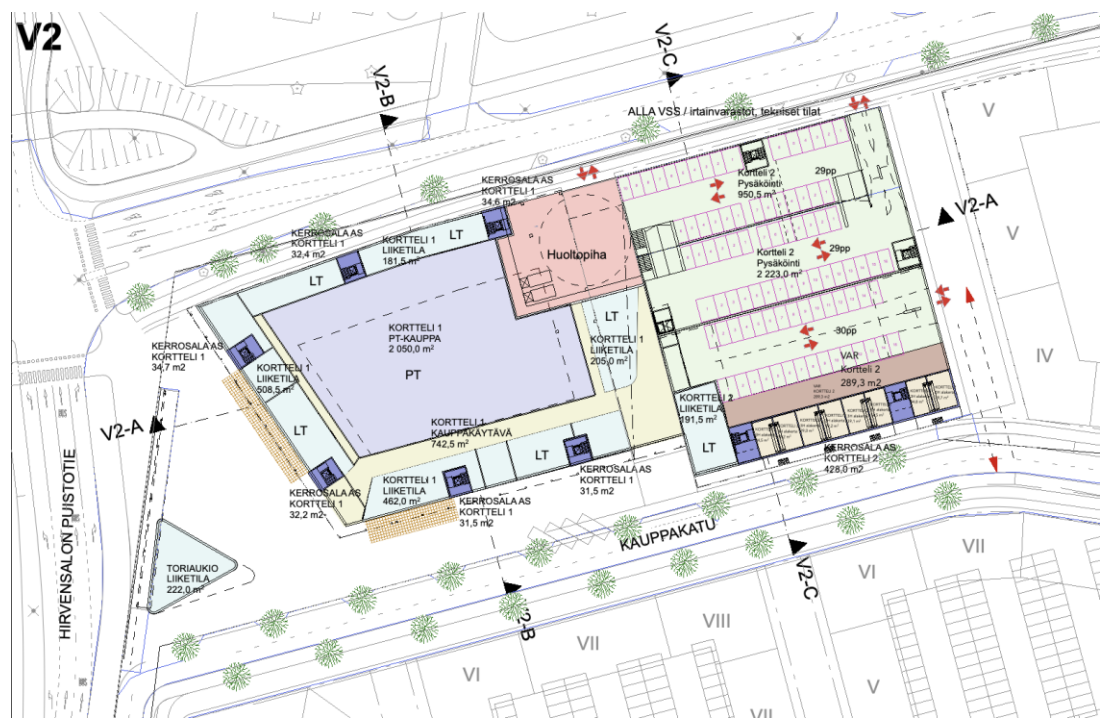 V2
V2-B
V2-C
ALLA VSS / irtainvarastot, tekniset tilat
V
KERROSALA AS
KORTTELI 1
34,6 m2
Kortteli 2
Pysäköinti
950,5 m²
29pp
V2-A
KERROSALA AS
KORTTELI 1
32,4 m2
KORTTELI 1
LIIKETILA
181,5 m²
LT
LT
Huoltopiha
29pp
Kortteli 2
Pysäköinti
2 223,0 m²
V
KORTTELI 1
PT-KAUPPA
2 050,0 m²
PT
LT
KORTTELI 1
LIIKETILA
205,0 m²
30pp
IV
KERROSALA AS
KORTTELI 1
34,7 m2
KORTTELI 1
LIIKETILA
508,5 m²
VAR
Kortteli 2
289,3 m2
V2-A
LT
KORTTELI 1
KAUPPAKÄYTÄVÄ
742,5 m²
KORTTELI 2
LIIKETILA
191,5 m²
LT
LT
KERROSALA AS
KORTTELI 2
428,0 m2
KORTTELI 1
LIIKETILA
462,0 m²
KERROSALA AS
KORTTELI 1
31,5 m2
KERROSALA AS
KORTTELI 1
32,2 m2
KERROSALA AS
KORTTELI 1
31,5 m2
HIRVENSALON PUISTOTIE
KAUPPAKATU
TORIAUKIO
LIIKETILA
222,0 m²
V2-B
V2-C
VII
VI
VIII
VII
VI
V
VII